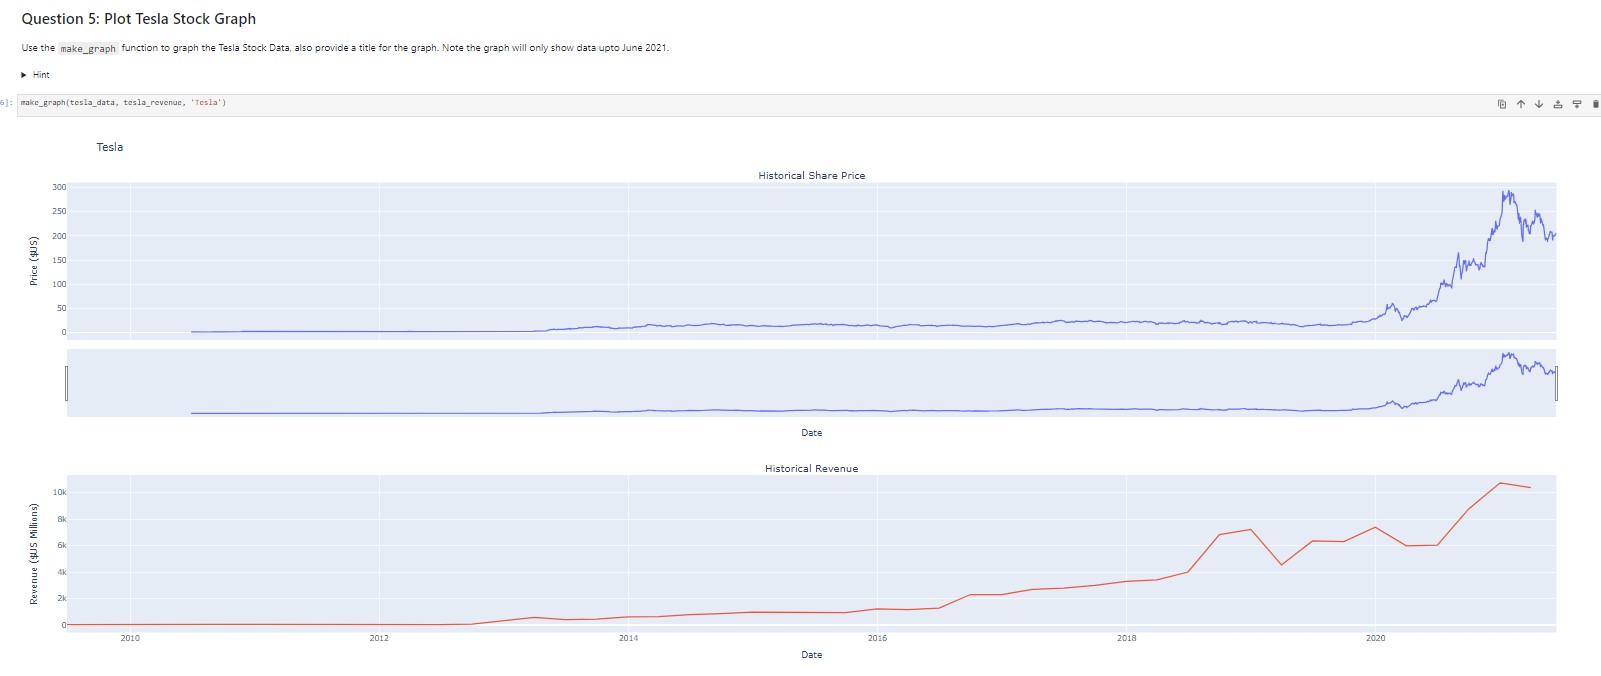 Question 5: Plot Tesla Stock Graph
Use the make_graph function to graph the Tesla Stock Data, also provide a title for the graph. Note the graph will only show data upto June 2021.
Hint
6]: make_graph(tesla_data, tesla_revenue, 'Tesla')
Tesla
Historical Share Price
300
250
200
150
100
50
0
Price ($US)
Date
Historical Revenue
10k
8k
6k
4k
2k
0
Revenue ($US Millions)
2010 2012 2014 2016 2018 2020
Date